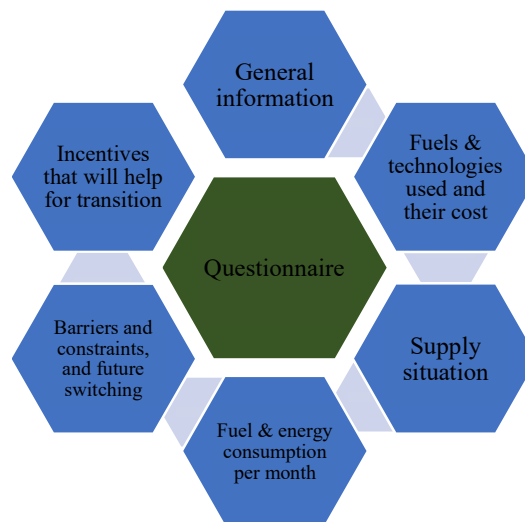 General
information
Fuels &
technologies
used and
their cost
Supply
situation
Fuel & energy
consumption
per month
Barriers and
constraints,
and future
switching
Incentives
that will help
for transition
Questionnaire